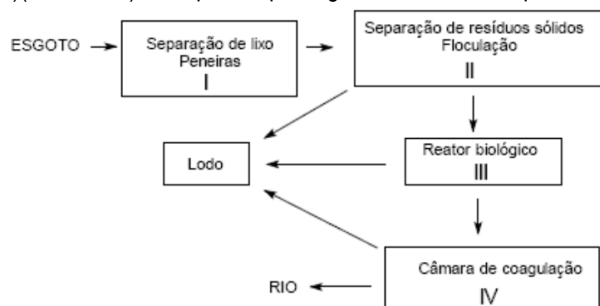 ESGOTO
Separação de lixo
Peneiras
I
Separação de resíduos sólidos
Floculação
II
Lodo
Reator biológico
III
Câmara de coagulação
IV
RIO